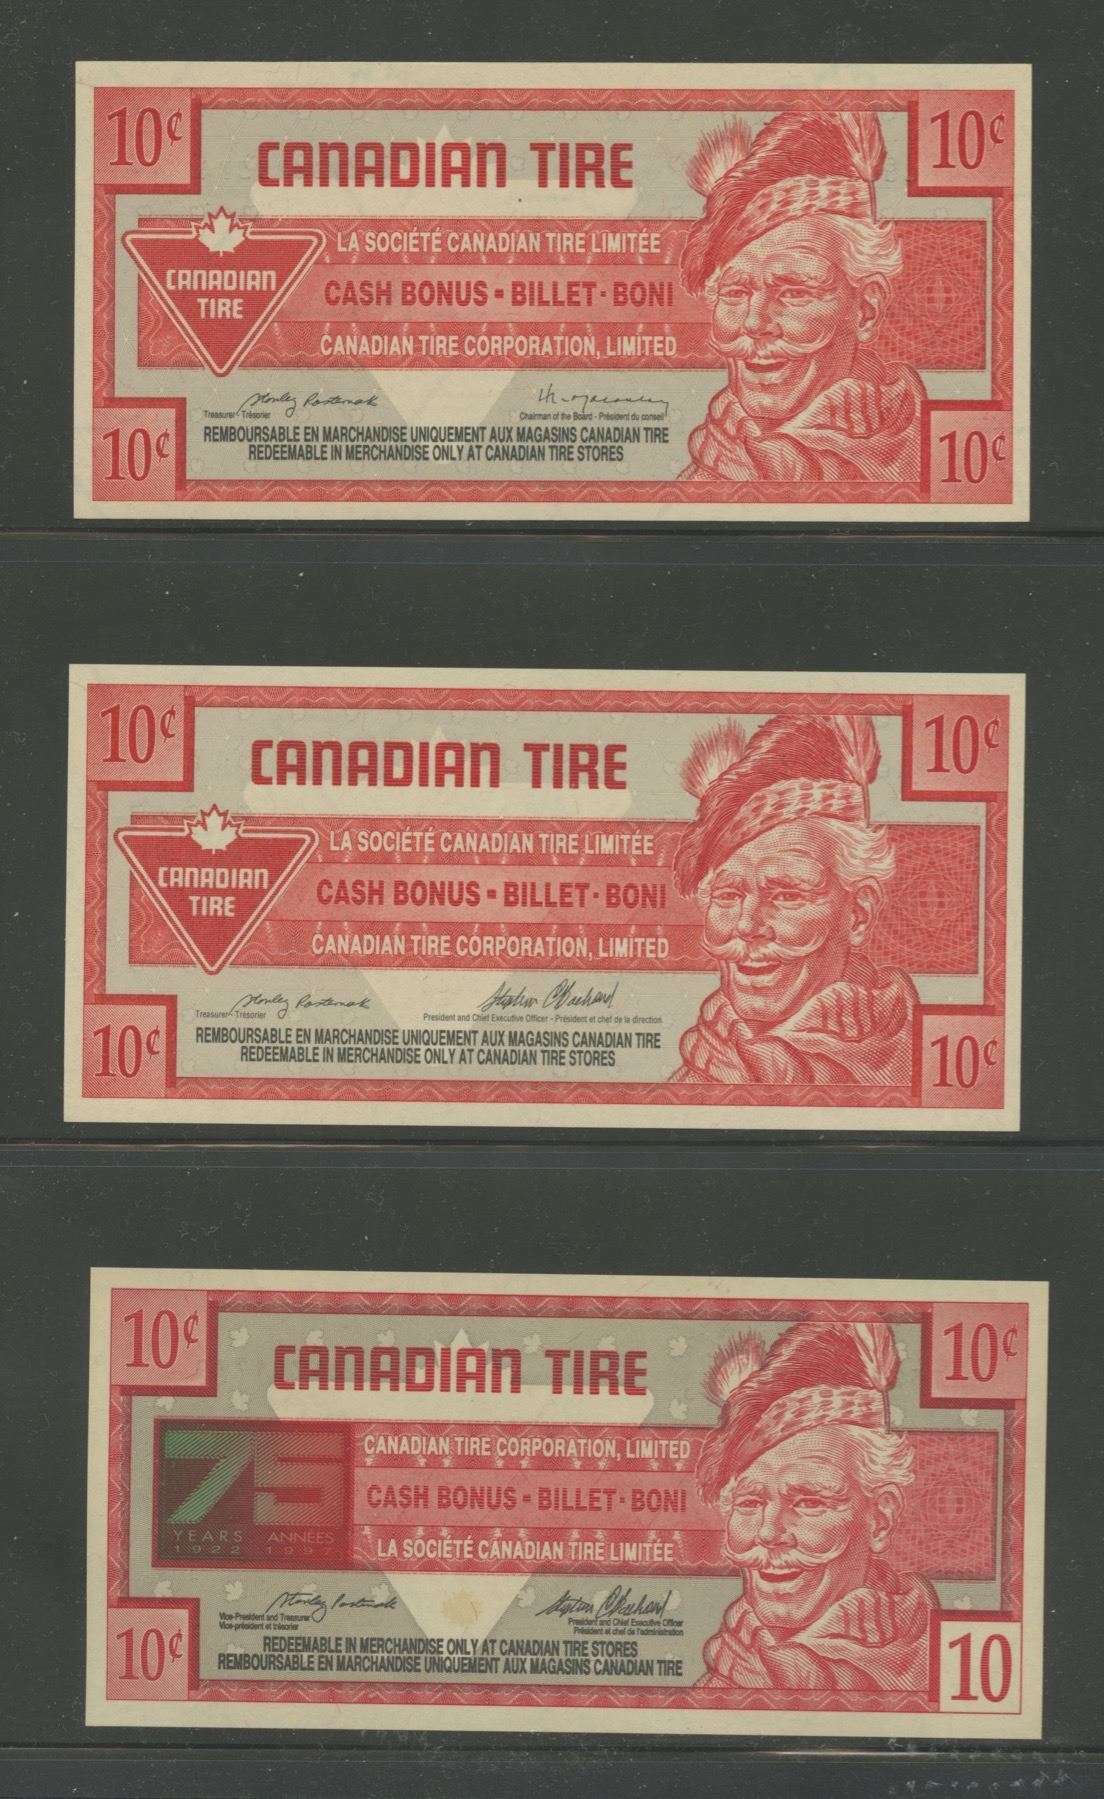 10¢ 10¢
CANADIAN TIRE
LA SOCIÉTÉ CANADIAN TIRE LIMITÉE
CANADIAN
TIRE
CASH BONUS - BILLET - BONI
CANADIAN TIRE CORPORATION, LIMITED
Stanley Pasternak
Treasurer - Trésorier
Chairman of the Board - Président du conseil
REMBOURSABLE EN MARCHANDISE UNIQUEMENT AUX MAGASINS CANADIAN TIRE
REDEEMABLE IN MERCHANDISE ONLY AT CANADIAN TIRE STORES
10¢ 10¢
10¢ 10¢
CANADIAN TIRE
LA SOCIÉTÉ CANADIAN TIRE LIMITÉE
CANADIAN
TIRE
CASH BONUS - BILLET - BONI
CANADIAN TIRE CORPORATION, LIMITED
Stanley Pasternak
Treasurer - Trésorier
President and Chief Executive Officer - Président et chef de la direction
REMBOURSABLE EN MARCHANDISE UNIQUEMENT AUX MAGASINS CANADIAN TIRE
REDEEMABLE IN MERCHANDISE ONLY AT CANADIAN TIRE STORES
10¢ 10¢
10¢ 10¢
CANADIAN TIRE
75
YEARS ANNÉES
1922 1997
CANADIAN TIRE CORPORATION, LIMITED
CASH BONUS - BILLET - BONI
LA SOCIÉTÉ CANADIAN TIRE LIMITÉE
Stanley Pasternak
Vice-President and Treasurer
Vice-président et trésorier
President and Chief Executive Officer
Président et chef de l'administration
REDEEMABLE IN MERCHANDISE ONLY AT CANADIAN TIRE STORES
REMBOURSABLE EN MARCHANDISE UNIQUEMENT AUX MAGASINS CANADIAN TIRE
10¢ 10